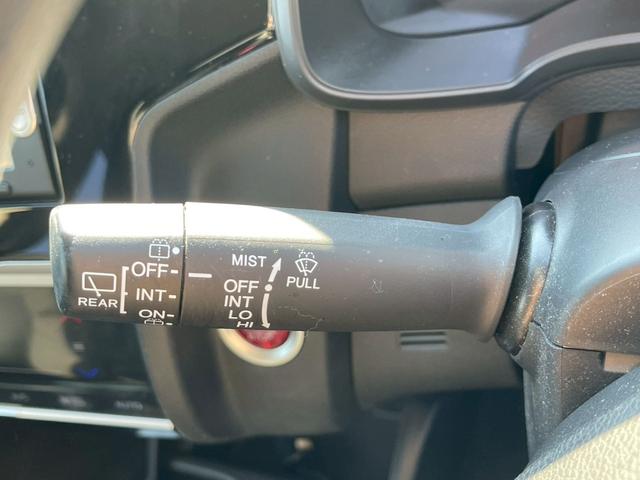 OFF
INT
ON
REAR
MIST
OFF
INT
LO
HI
PULL